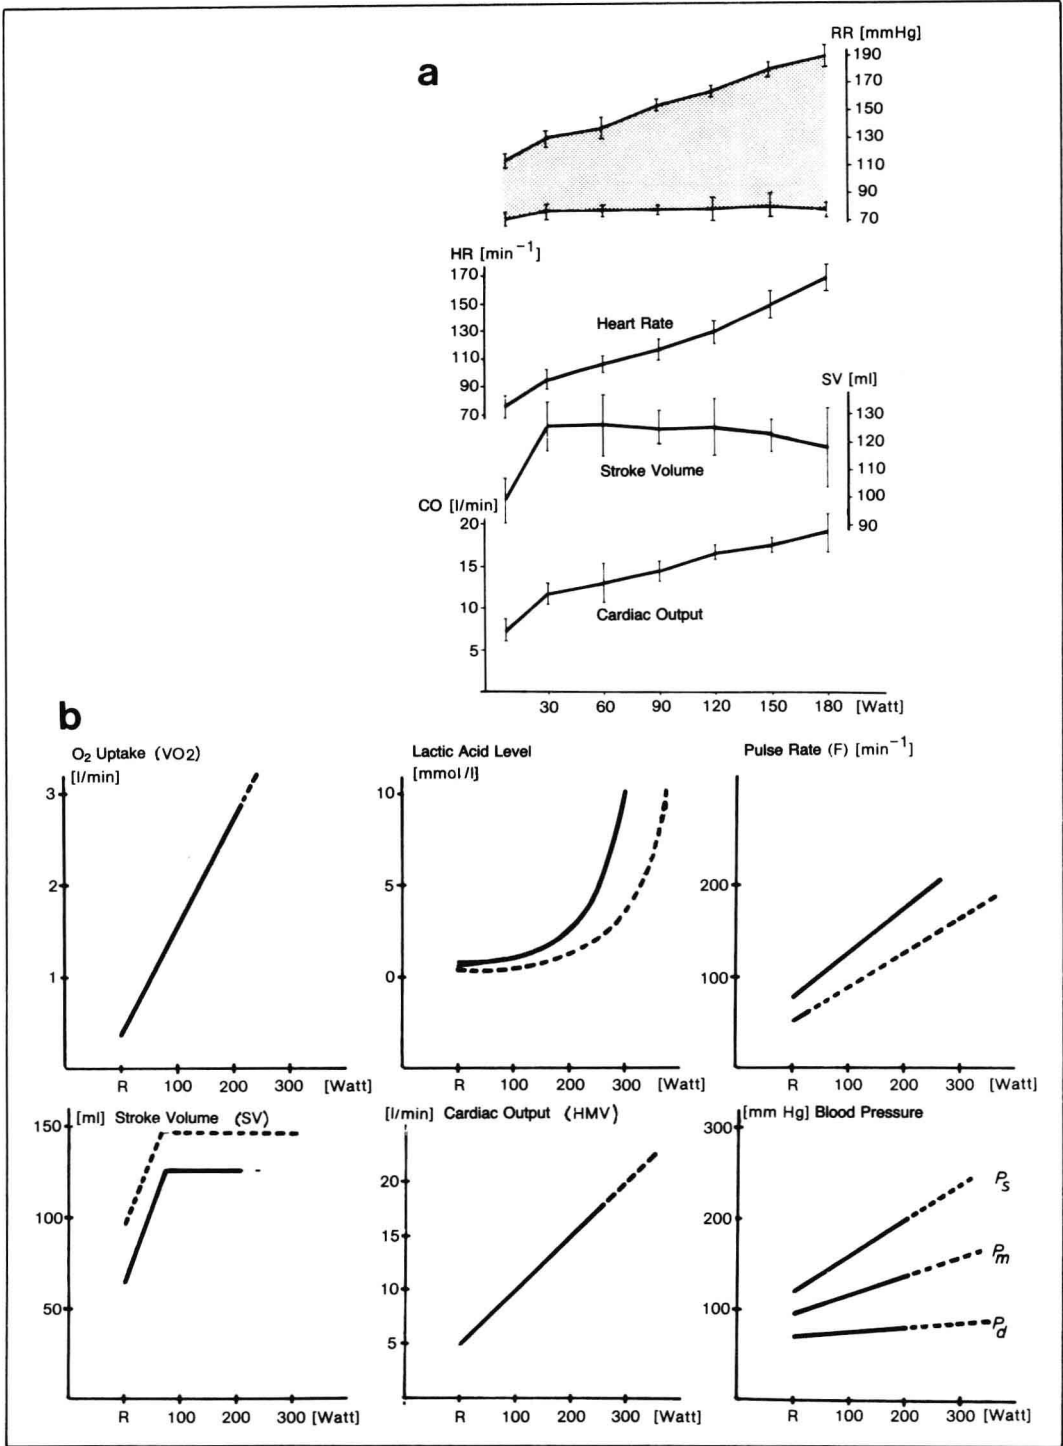 a
RR [mmHg]
190
170
150
130
110
90
70
HR [min⁻¹]
170
150
130
110
90
70
Heart Rate
SV [ml]
130
120
110
100
90
Stroke Volume
CO [l/min]
20
15
10
5
Cardiac Output
30 60 90 120 150 180 [Watt]
b
O₂ Uptake (VO2)
[l/min]
3
2
1
R 100 200 300 [Watt]
Lactic Acid Level
[mmol/l]
10
5
0
R 100 200 300 [Watt]
Pulse Rate (F) [min⁻¹]
200
100
R 100 200 300 [Watt]
[ml] Stroke Volume (SV)
150
100
50
R 100 200 300 [Watt]
[l/min] Cardiac Output (HMV)
20
15
10
5
R 100 200 300 [Watt]
[mm Hg] Blood Pressure
300
200
100
Ps
Pm
Pd
R 100 200 300 [Watt]